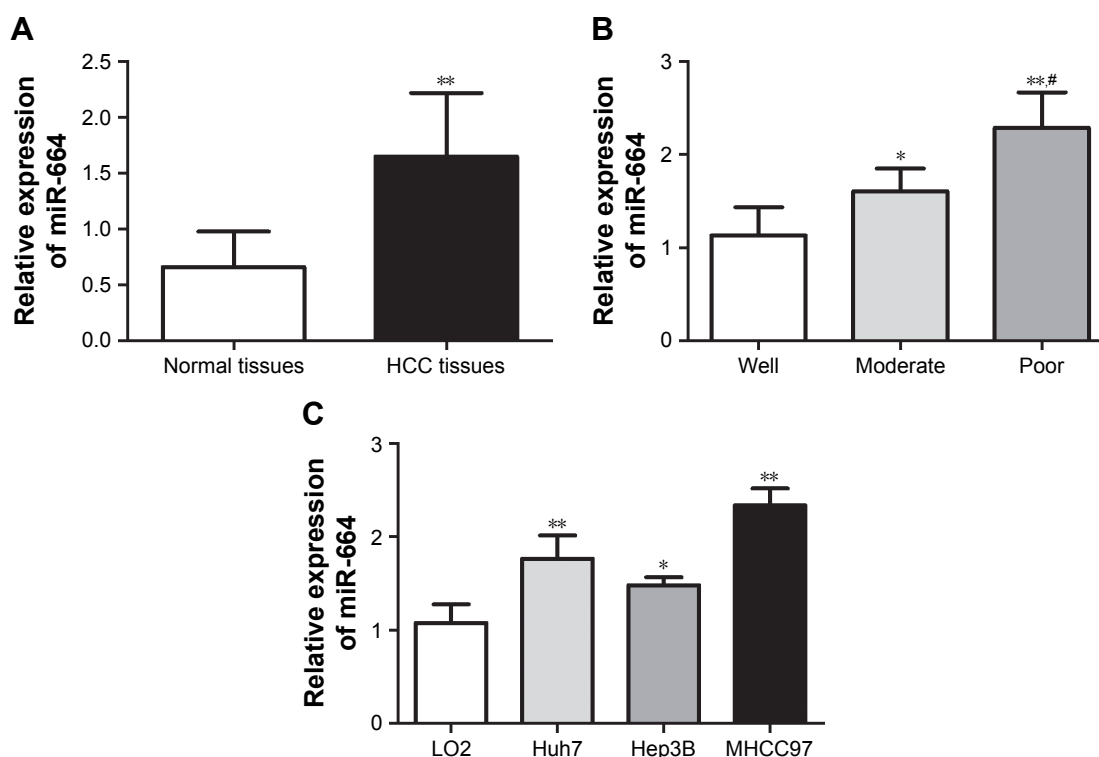 A
Relative expression
of miR-664
2.5
2.0
1.5
1.0
0.5
0.0
**
Normal tissues
HCC tissues
B
Relative expression
of miR-664
3
2
1
0
*
**,#
Well
Moderate
Poor
C
Relative expression
of miR-664
3
2
1
0
**
*
**
LO2
Huh7
Hep3B
MHCC97